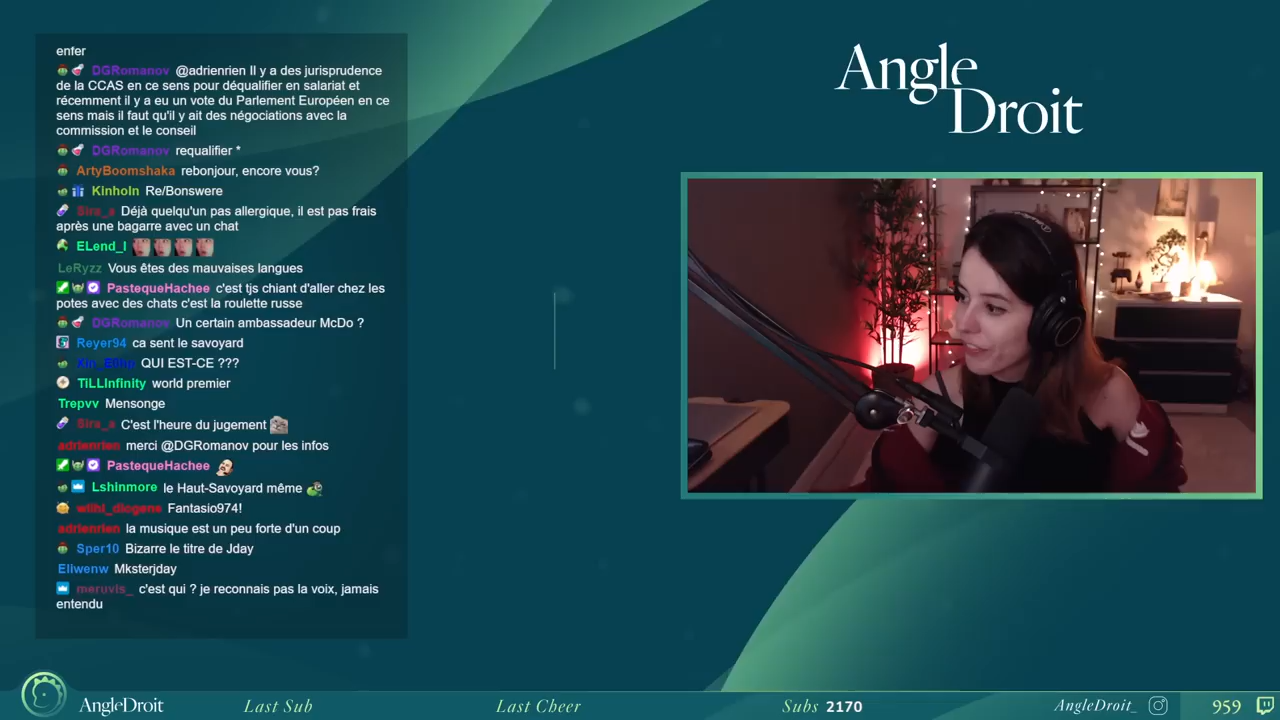 enfer
DGRomanov @adrienrien Il y a des jurisprudence
de la CCAS en ce sens pour déqualifier en salariat et
récemment il y a eu un vote du Parlement Européen en ce
sens mais il faut qu'il y ait des négociations avec la
commission et le conseil
DGRomanov requalifier *
ArtyBoomshaka rebonjour, encore vous?
Kinholn Re/Bonswere
Sira_a Déjà quelqu'un pas allergique, il est pas frais
après une bagarre avec un chat
ELend_I
LeRyzz Vous êtes des mauvaises langues
PastequeHachee c'est tjs chiant d'aller chez les
potes avec des chats c'est la roulette russe
DGRomanov Un certain ambassadeur McDo ?
Reyer94 ca sent le savoyard
QUI EST-CE ???
TiLLInfinity world premier
Trepvv Mensonge
Sira_a C'est l'heure du jugement
adrienrien merci @DGRomanov pour les infos
PastequeHachee
Lshinmore le Haut-Savoyard même
wilhl_diogene Fantasio974!
adrienrien la musique est un peu forte d'un coup
Sper10 Bizarre le titre de Jday
Eliwenw Mksterjday
meruvis_ c'est qui ? je reconnais pas la voix, jamais
entendu
Angle
Droit
AngleDroit
Last Sub
Last Cheer
Subs 2170
AngleDroit_
959